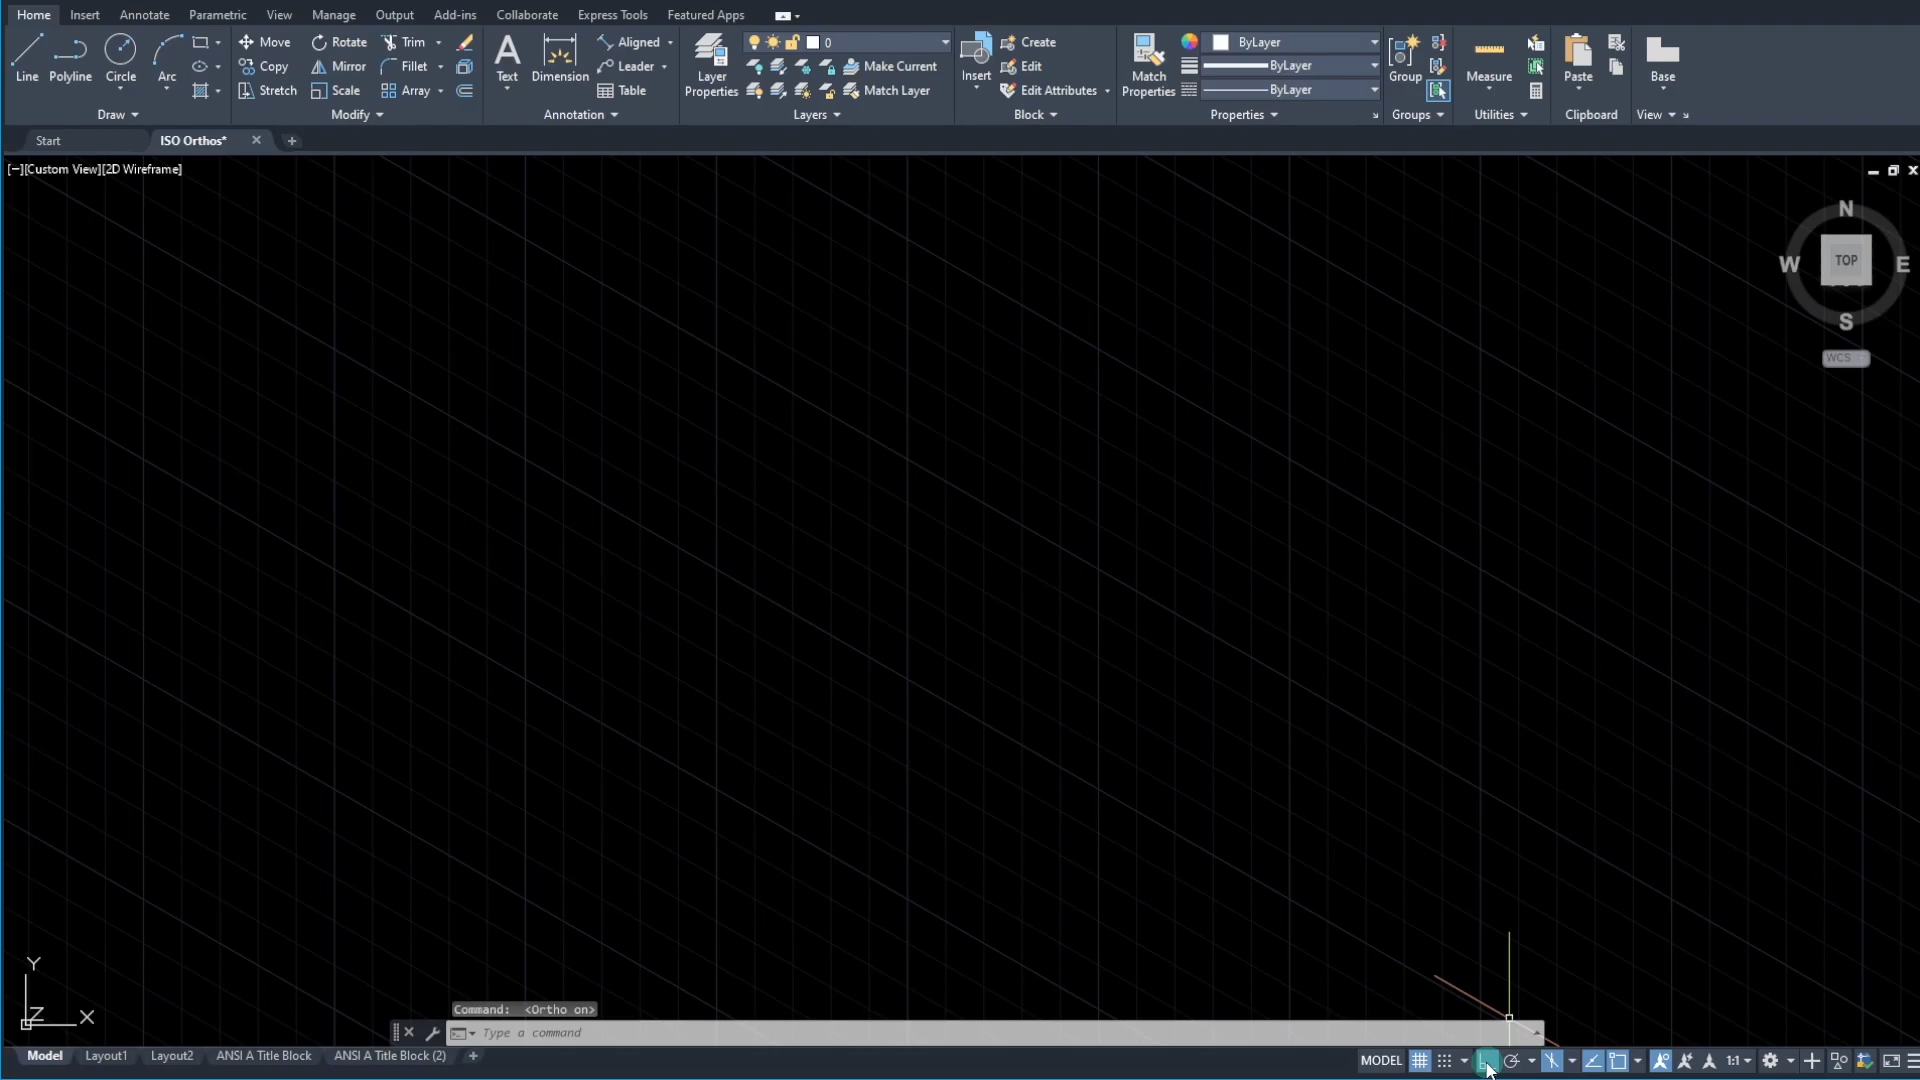 Home Insert Annotate Parametric View Manage Output Add-ins Collaborate Express Tools Featured Apps
Line Polyline Circle Arc
Move Rotate Trim
Copy Mirror Fillet
Stretch Scale Array
Text Dimension
Aligned
Leader
Table
Layer
Properties
0
Make Current
Match Layer
Insert
Create
Edit
Edit Attributes
Match
Properties
ByLayer
ByLayer
ByLayer
Group
Measure
Paste
Base
Draw Modify Annotation Layers Block Properties Groups Utilities Clipboard View
Start ISO Orthos*
[−][Custom View][2D Wireframe]
N
W TOP E
S
WCS
Y
Z X
Command: <Ortho on>
Type a command
Model Layout1 Layout2 ANSI A Title Block ANSI A Title Block (2) +
MODEL 1:1